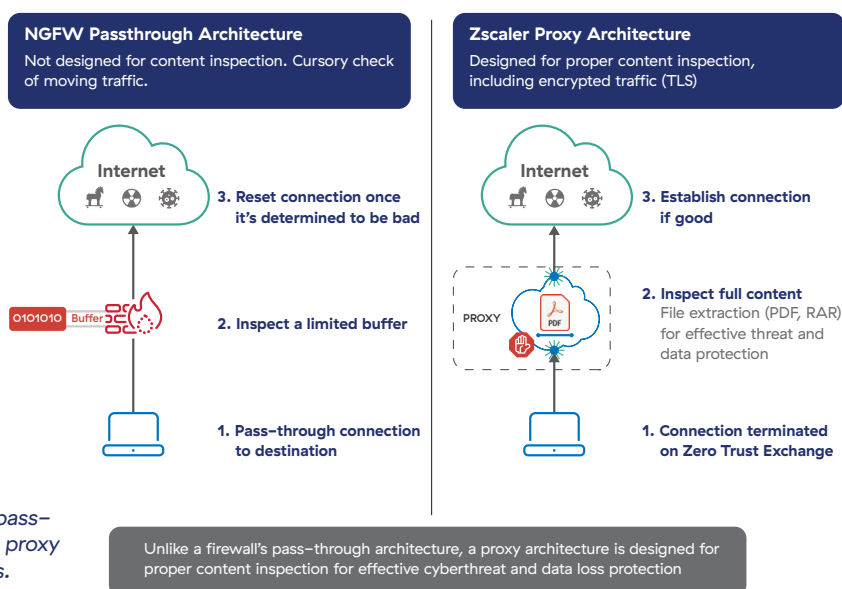 NGFW Passthrough Architecture
Not designed for content inspection. Cursory check
of moving traffic.
Internet
3. Reset connection once
it's determined to be bad
0101010
Buffer
2. Inspect a limited buffer
1. Pass-through connection
to destination
Zscaler Proxy Architecture
Designed for proper content inspection,
including encrypted traffic (TLS)
Internet
3. Establish connection
if good
PROXY
PDF
2. Inspect full content
File extraction (PDF, RAR)
for effective threat and
data protection
1. Connection terminated
on Zero Trust Exchange
pass-
proxy
s.
Unlike a firewall's pass-through architecture, a proxy architecture is designed for
proper content inspection for effective cyberthreat and data loss protection